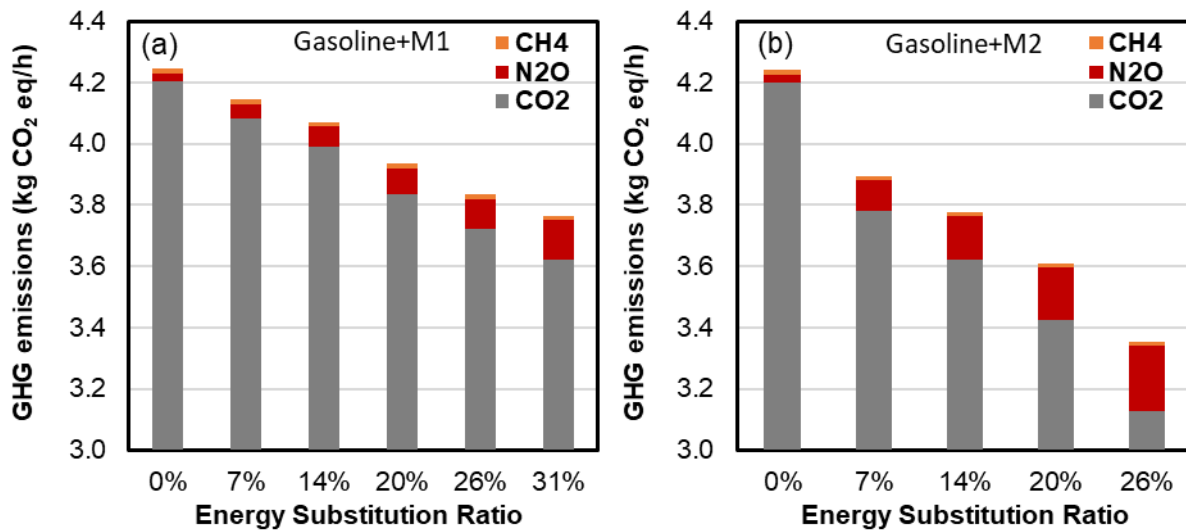 (a) Gasoline+M1
CH4
N2O
CO2
GHG emissions (kg CO₂ eq/h)
4.4
4.2
4.0
3.8
3.6
3.4
3.2
3.0
0% 7% 14% 20% 26% 31%
Energy Substitution Ratio
(b) Gasoline+M2
CH4
N2O
CO2
GHG emissions (kg CO₂ eq/h)
4.4
4.2
4.0
3.8
3.6
3.4
3.2
3.0
0% 7% 14% 20% 26%
Energy Substitution Ratio